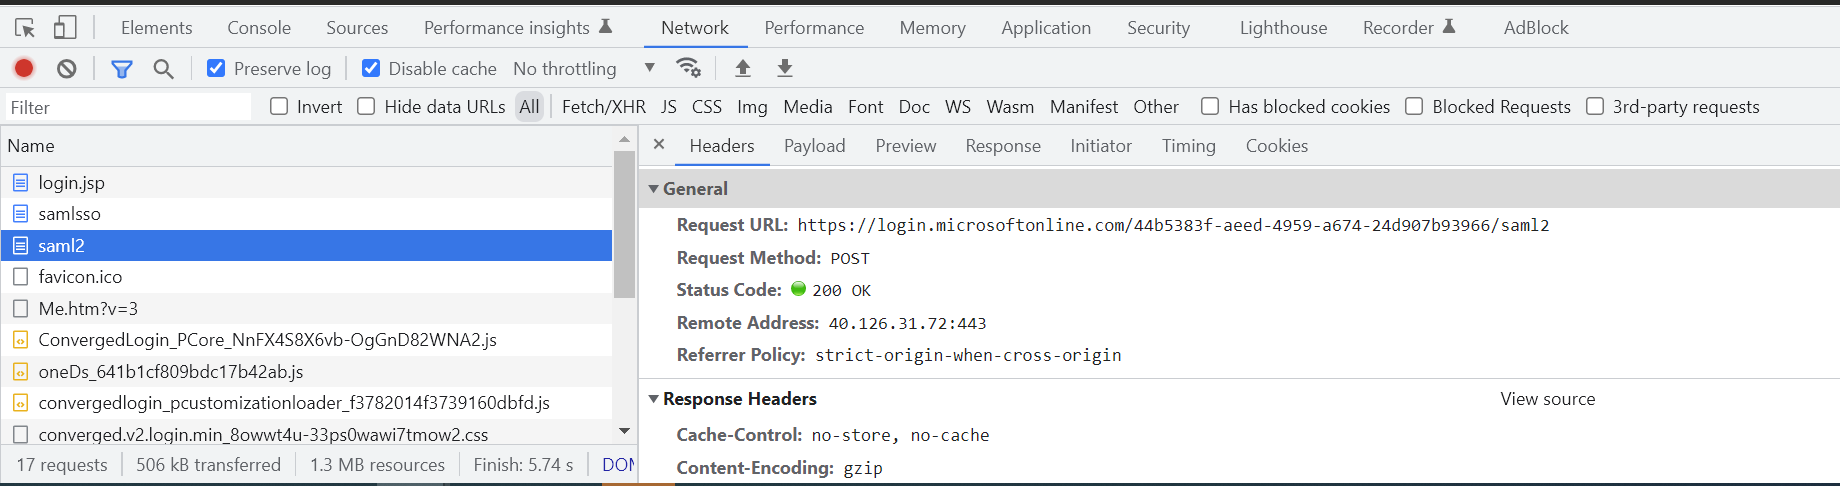 Elements Console Sources Performance insights Network Performance Memory Application Security Lighthouse Recorder AdBlock
Preserve log Disable cache No throttling
Filter Invert Hide data URLs All Fetch/XHR JS CSS Img Media Font Doc WS Wasm Manifest Other Has blocked cookies Blocked Requests 3rd-party requests
Name
login.jsp
samlsso
saml2
favicon.ico
Me.htm?v=3
ConvergedLogin_PCore_NnFX4S8X6vb-OgGnD82WNA2.js
oneDs_641b1cf809bdc17b42ab.js
convergedlogin_pcustomizationloader_f3782014f3739160dbfd.js
converged.v2.login.min_8owwt4u-33ps0wawi7tmow2.css
17 requests 506 kB transferred 1.3 MB resources Finish: 5.74 s DOM
× Headers Payload Preview Response Initiator Timing Cookies
General
Request URL: https://login.microsoftonline.com/44b5383f-aeed-4959-a674-24d907b93966/saml2
Request Method: POST
Status Code: 200 OK
Remote Address: 40.126.31.72:443
Referrer Policy: strict-origin-when-cross-origin
Response Headers View source
Cache-Control: no-store, no-cache
Content-Encoding: gzip